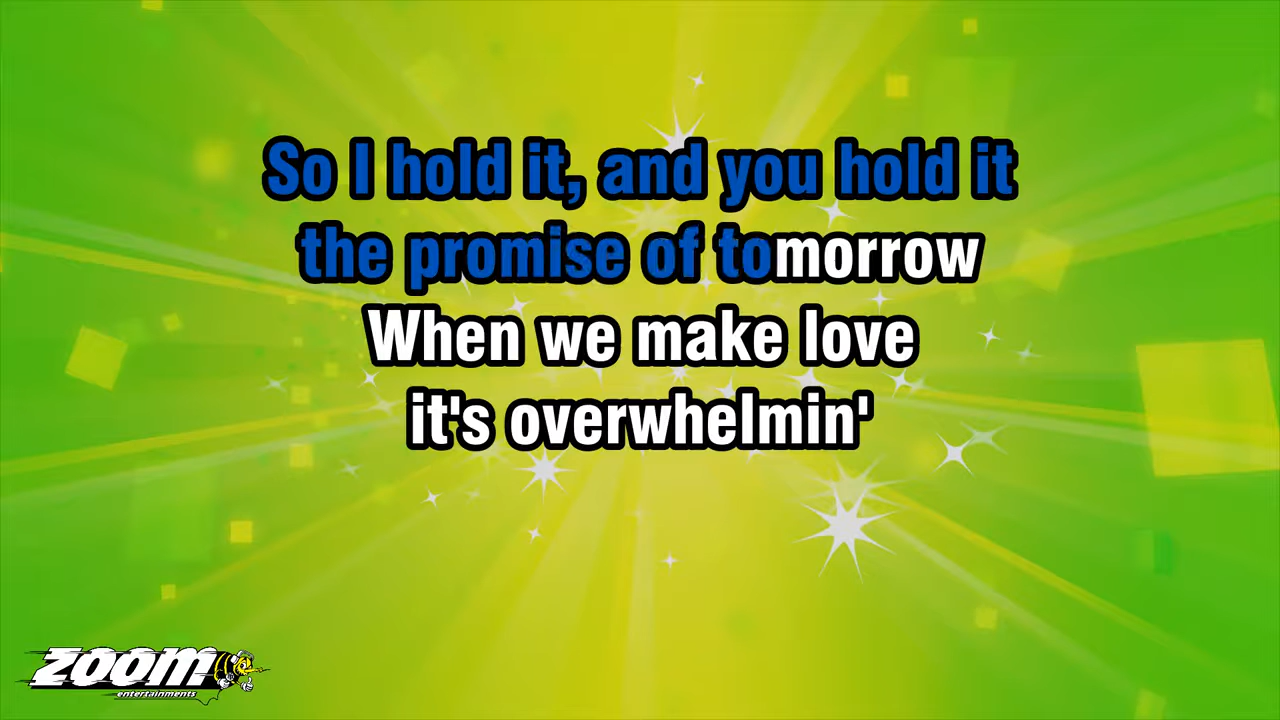 So I hold it, and you hold it
the promise of tomorrow
When we make love
it's overwhelmin'
ZOOM
entertainments